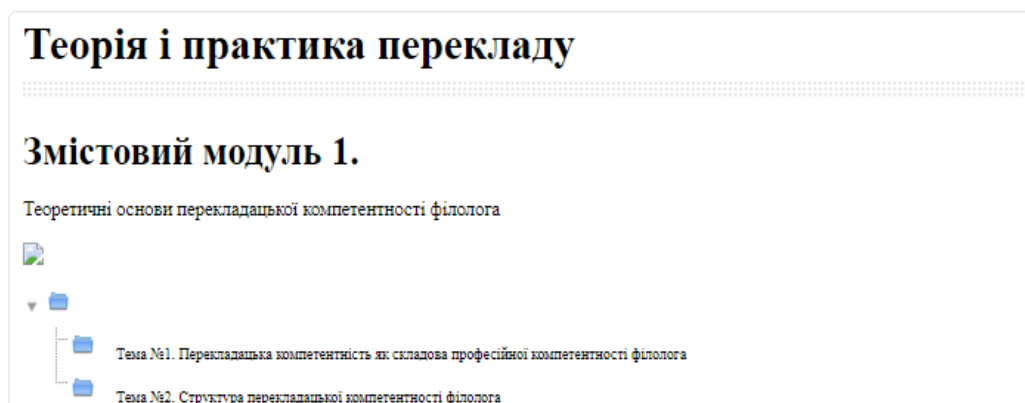 Теорія і практика перекладу
Змістовий модуль 1.
Теоретичні основи перекладацької компетентності філолога
Тема №1. Перекладацька компетентність як складова професійної компетентності філолога
Тема №2. Структура перекладацької компетентності філолога